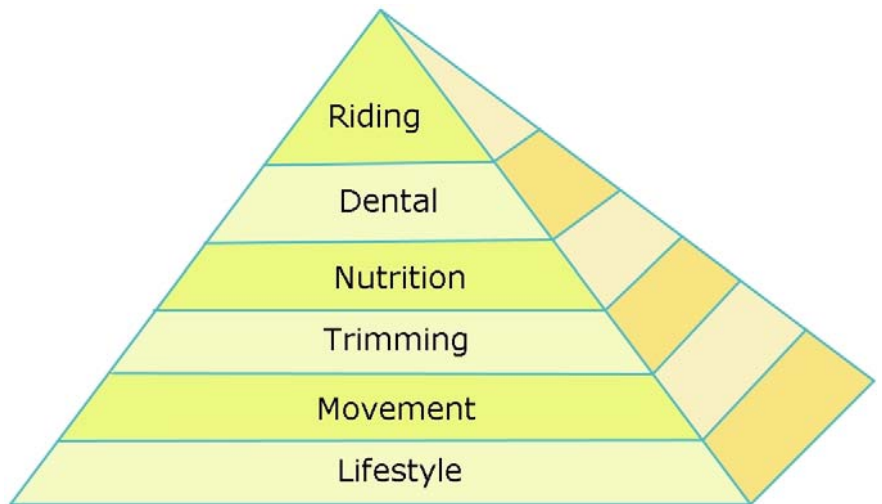 Riding
Dental
Nutrition
Trimming
Movement
Lifestyle